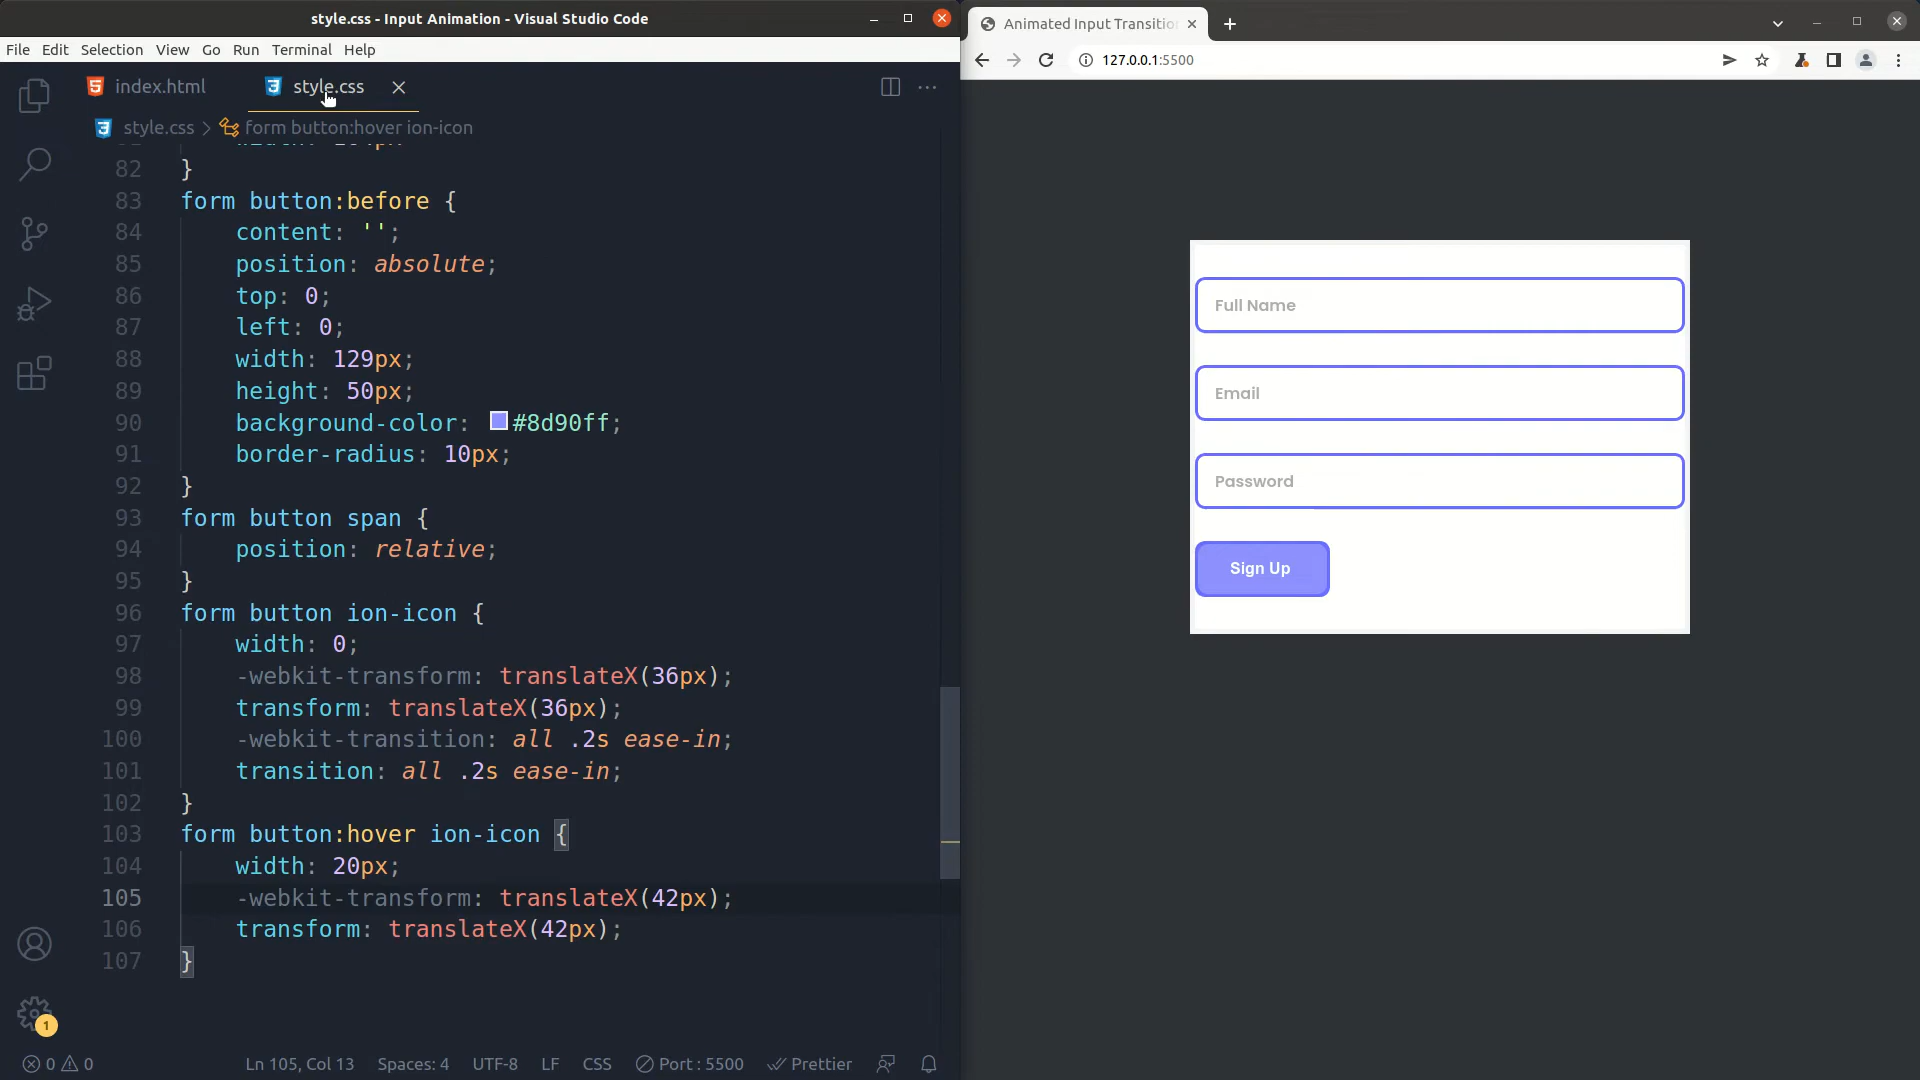 style.css - Input Animation - Visual Studio Code
File Edit Selection View Go Run Terminal Help
index.html style.css
style.css > form button:hover ion-icon
82 }
83 form button:before {
84 content: '';
85 position: absolute;
86 top: 0;
87 left: 0;
88 width: 129px;
89 height: 50px;
90 background-color: #8d90ff;
91 border-radius: 10px;
92 }
93 form button span {
94 position: relative;
95 }
96 form button ion-icon {
97 width: 0;
98 -webkit-transform: translateX(36px);
99 transform: translateX(36px);
100 -webkit-transition: all .2s ease-in;
101 transition: all .2s ease-in;
102 }
103 form button:hover ion-icon {
104 width: 20px;
105 -webkit-transform: translateX(42px);
106 transform: translateX(42px);
107 }
1
0 0 Ln 105, Col 13 Spaces: 4 UTF-8 LF CSS Port : 5500 Prettier
Animated Input Transitio
127.0.0.1:5500
Full Name
Email
Password
Sign Up